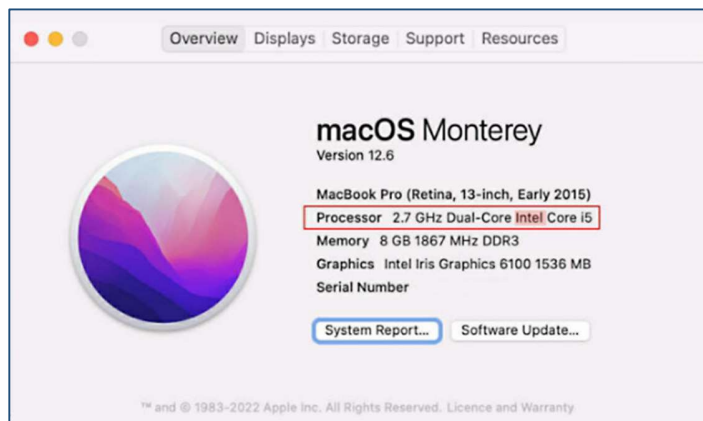 Overview Displays Storage Support Resources
macOS Monterey
Version 12.6
MacBook Pro (Retina, 13-inch, Early 2015)
Processor 2.7 GHz Dual-Core Intel Core i5
Memory 8 GB 1867 MHz DDR3
Graphics Intel Iris Graphics 6100 1536 MB
Serial Number
System Report... Software Update...
™ and © 1983-2022 Apple Inc. All Rights Reserved. Licence and Warranty